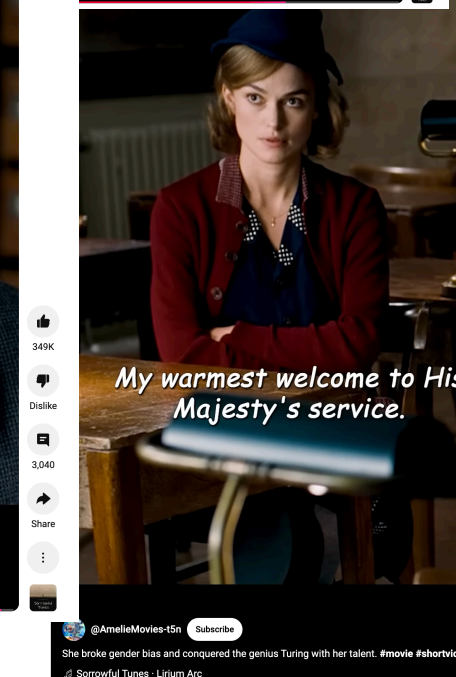 349K
Dislike
3,040
Share
My warmest welcome to His
Majesty's service.
@AmelieMovies-t5n
Subscribe
She broke gender bias and conquered the genius Turing with her talent. #movie #shortvid
Sorrowful Tunes · Lirium Arc